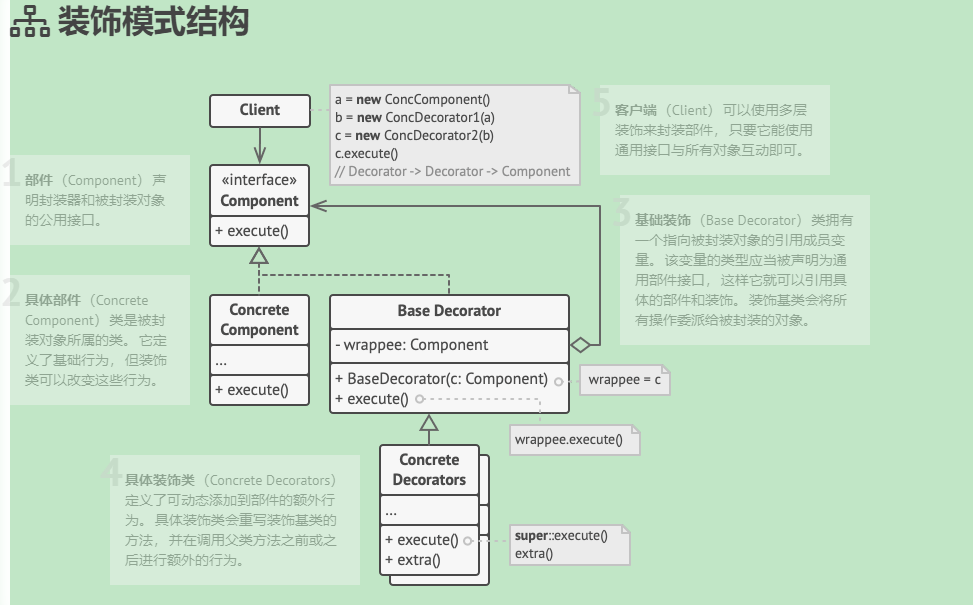 装饰模式结构
Client
a = new ConcComponent()
b = new ConcDecorator1(a)
c = new ConcDecorator2(b)
c.execute()
// Decorator -> Decorator -> Component
5
客户端（Client） 可以使用多层
装饰来封装部件， 只要它能使用
通用接口与所有对象互动即可。
1
部件（Component） 声
明封装器和被封装对象
的公用接口。
«interface»
Component
+ execute()
3
基础装饰（Base Decorator） 类拥有
一个指向被封装对象的引用成员变
量。 该变量的类型应当被声明为通
用部件接口， 这样它就可以引用具
体的部件和装饰。 装饰基类会将所
有操作委派给被封装的对象。
2
具体部件（Concrete
Component） 类是被封
装对象所属的类。 它定
义了基础行为， 但装饰
类可以改变这些行为。
Concrete
Component
...
+ execute()
Base Decorator
- wrappee: Component
+ BaseDecorator(c: Component)
+ execute()
wrappee = c
wrappee.execute()
4
具体装饰类（Concrete Decorators）
定义了可动态添加到部件的额外行
为。 具体装饰类会重写装饰基类的
方法， 并在调用父类方法之前或之
后进行额外的行为。
Concrete
Decorators
...
+ execute()
+ extra()
super::execute()
extra()